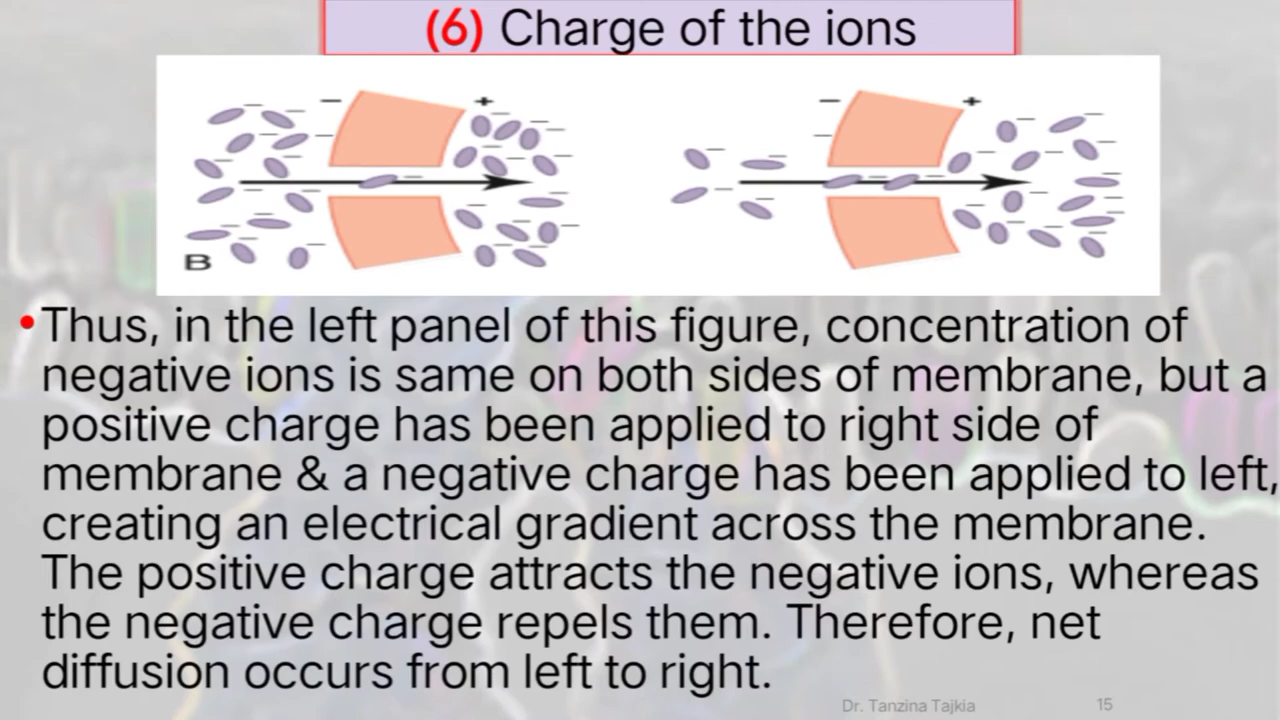 (6) Charge of the ions
B
•Thus, in the left panel of this figure, concentration of
negative ions is same on both sides of membrane, but a
positive charge has been applied to right side of
membrane & a negative charge has been applied to left,
creating an electrical gradient across the membrane.
The positive charge attracts the negative ions, whereas
the negative charge repels them. Therefore, net
diffusion occurs from left to right.
Dr. Tanzina Tajkia 15